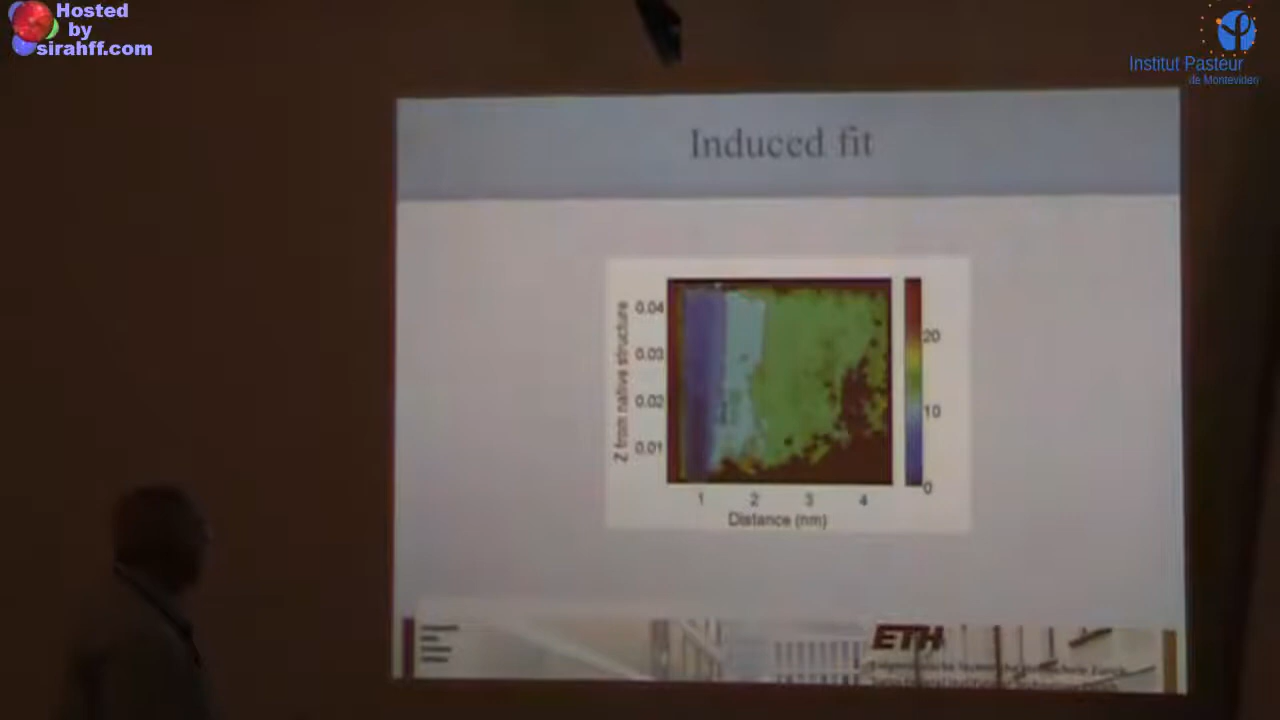 Hosted
by
sirahff.com
Institut Pasteur
de Montevideo
Induced fit
Z from native structure
0.04
0.03
0.02
0.01
20
10
0
1 2 3 4
Distance (nm)
ETH